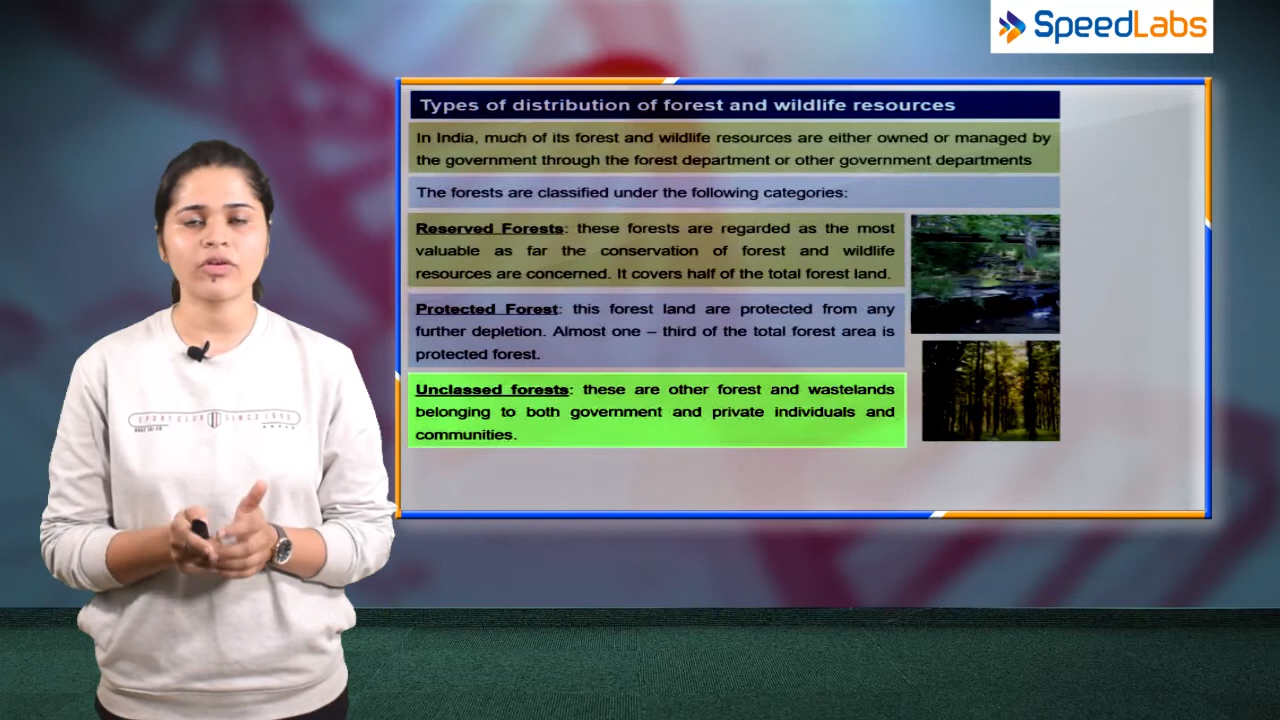 SpeedLabs
Types of distribution of forest and wildlife resources
In India, much of its forest and wildlife resources are either owned or managed by
the government through the forest department or other government departments
The forests are classified under the following categories:
Reserved Forests: these forests are regarded as the most
valuable as far the conservation of forest and wildlife
resources are concerned. It covers half of the total forest land.
Protected Forest: this forest land are protected from any
further depletion. Almost one – third of the total forest area is
protected forest.
Unclassed forests: these are other forest and wastelands
belonging to both government and private individuals and
communities.
SINCE